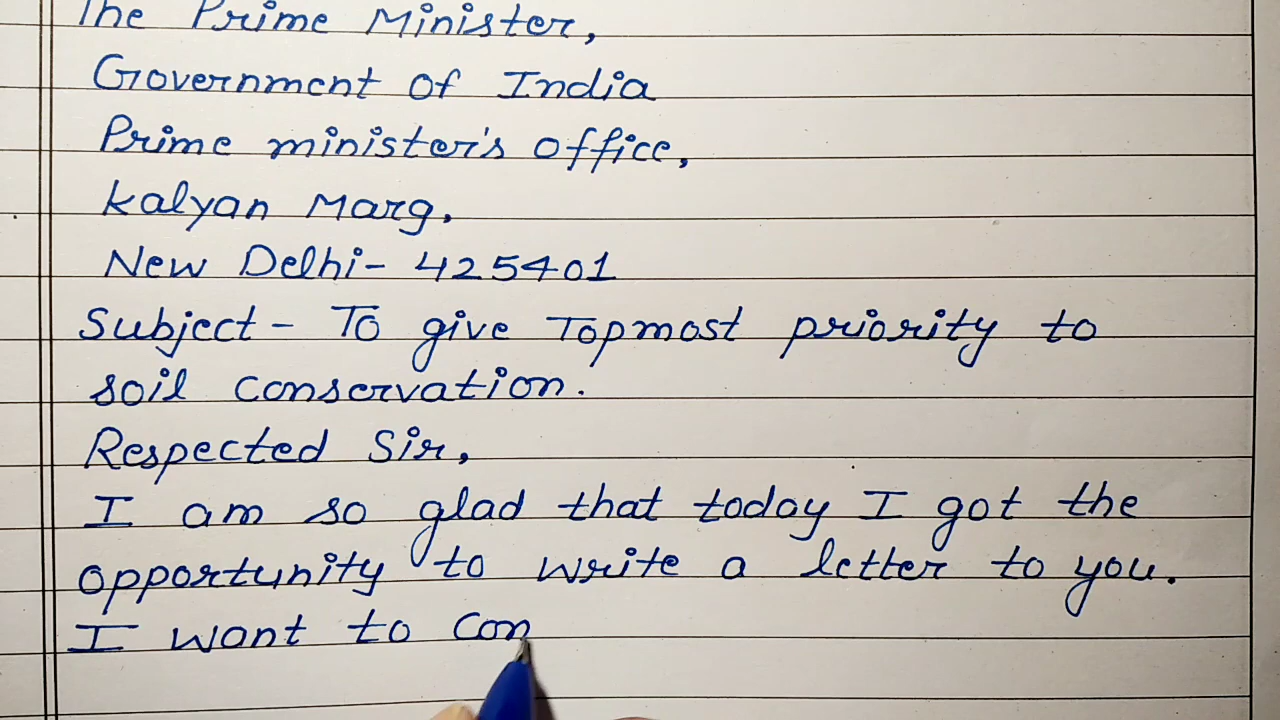 The Prime Minister,
Government of India
Prime minister's office,
Kalyan Marg,
New Delhi- 425401
Subject- To give Topmost priority to
soil conservation.
Respected Sir,
I am so glad that today I got the
opportunity to write a letter to you.
I want to con